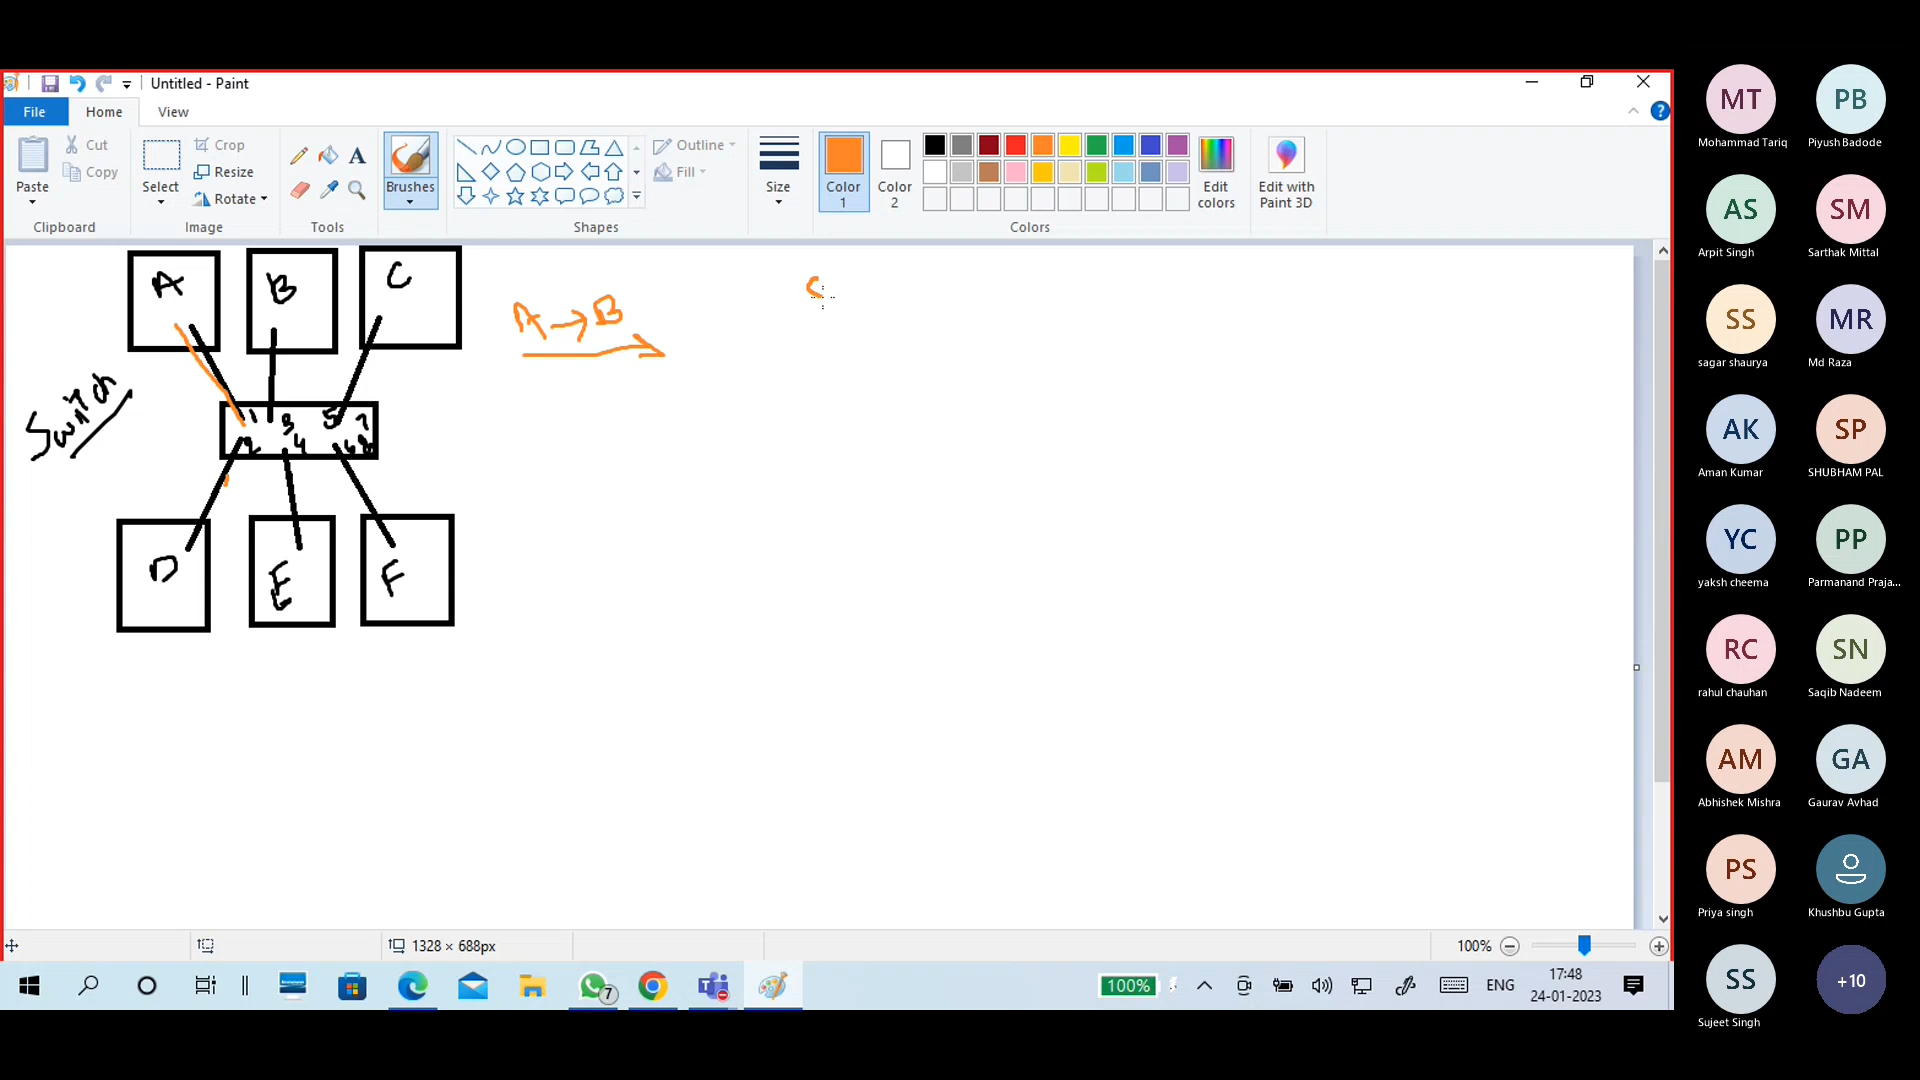 Untitled - Paint
File
Home
View
Paste
Cut
Copy
Clipboard
Select
Crop
Resize
Rotate
Image
Tools
Brushes
Shapes
Outline
Fill
Size
Color 1
Color 2
Colors
Edit colors
Edit with Paint 3D
A
B
C
A → B
Switch
1 3 5 7
2 4 6 8
D
E
F
1328 × 688px
100%
7
100%
ENG
17:48
24-01-2023
MT
Mohammad Tariq
PB
Piyush Badode
AS
Arpit Singh
SM
Sarthak Mittal
SS
sagar shaurya
MR
Md Raza
AK
Aman Kumar
SP
SHUBHAM PAL
YC
yaksh cheema
PP
Parmanand Praja...
RC
rahul chauhan
SN
Saqib Nadeem
AM
Abhishek Mishra
GA
Gaurav Avhad
PS
Priya singh
Khushbu Gupta
SS
Sujeet Singh
+10